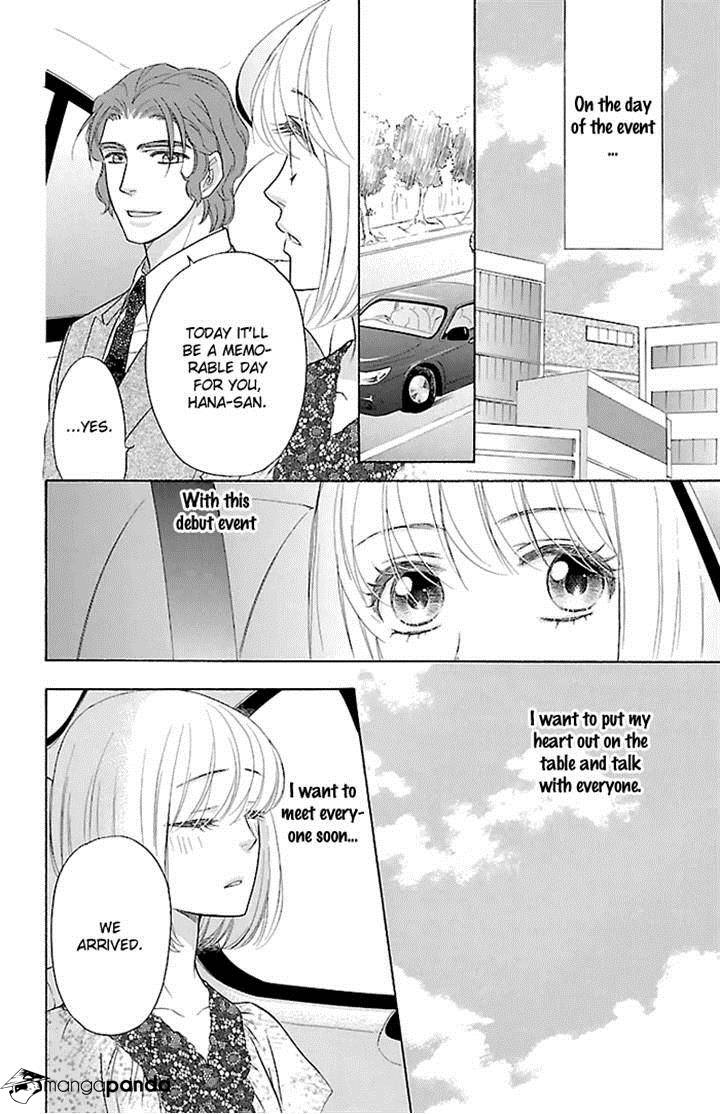 On the day
of the event
...
TODAY IT'LL
BE A MEMO-
RABLE DAY
FOR YOU,
HANA-SAN.
...YES.
With this
debut event
I want to put my
heart out on the
table and talk
with everyone.
I want to
meet every-
one soon...
WE
ARRIVED.
mangapanda